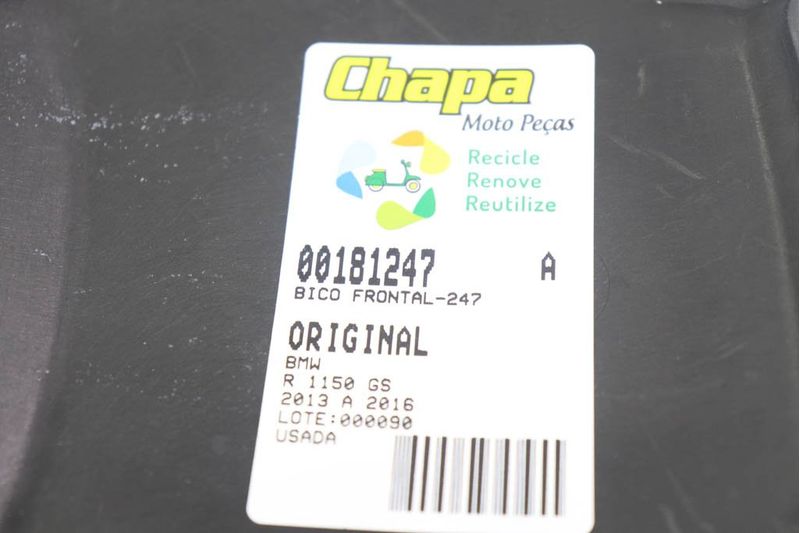 Chapa
Moto Peças
Recicle
Renove
Reutilize
00181247 A
BICO FRONTAL-247
ORIGINAL
BMW
R 1150 GS
2013 A 2016
LOTE:000090
USADA